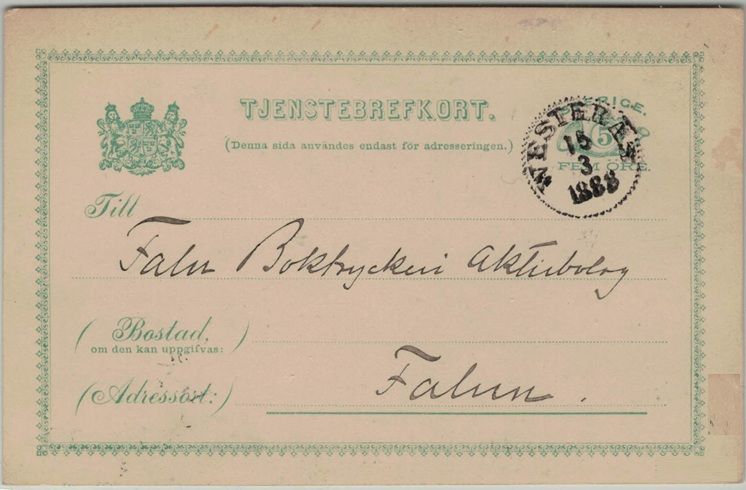 TJENSTEBREFKORT.
(Denna sida användes endast för adresseringen.)
SVERIGE.
5
FEM ÖRE.
WESTERÅS
15
3
1888
Till
Falu Boktryckeri Aktiebolag
(Bostad,
om den kan uppgifvas:)
(Adressort:)
Falun.